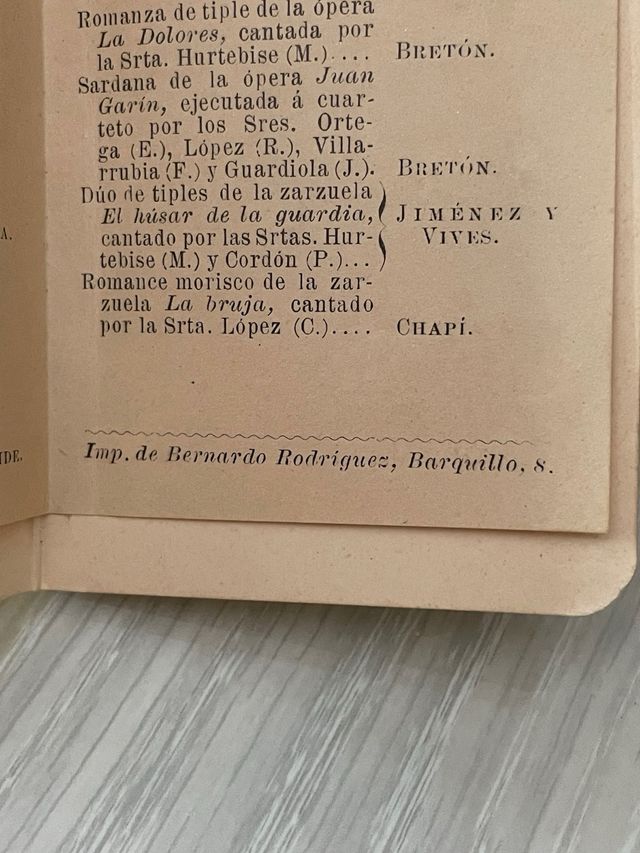 Romanza de tiple de la ópera
La Dolores, cantada por
la Srta. Hurtebise (M.).... BRETÓN.
Sardana de la ópera Juan
Garín, ejecutada á cuar-
teto por los Sres. Orte-
ga (E.), López (R.), Villa-
rrubia (F.) y Guardiola (J.). BRETÓN.
Dúo de tiples de la zarzuela
El húsar de la guardia, JIMÉNEZ Y
cantado por las Srtas. Hur- VIVES.
tebise (M.) y Cordón (P.)...
Romance morisco de la zar-
zuela La bruja, cantado
por la Srta. López (C.).... CHAPÍ.
Imp. de Bernardo Rodríguez, Barquillo, 8.